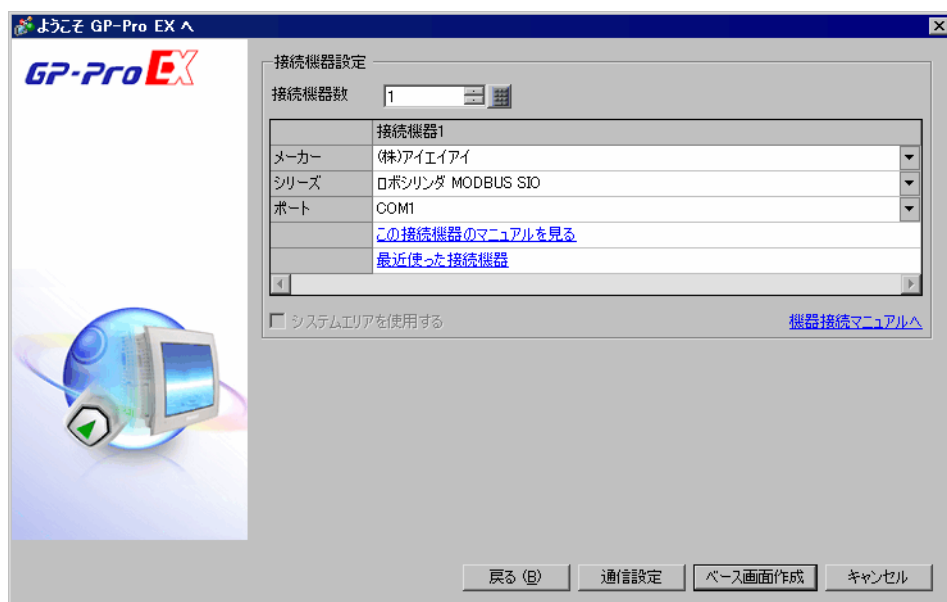 ようこそ GP-Pro EX へ
GP-Pro EX
接続機器設定
接続機器数 1
接続機器1
メーカー (株)アイエイアイ
シリーズ ロボシリンダ MODBUS SIO
ポート COM1
この接続機器のマニュアルを見る
最近使った接続機器
システムエリアを使用する 機器接続マニュアルへ
戻る (B) 通信設定 ベース画面作成 キャンセル